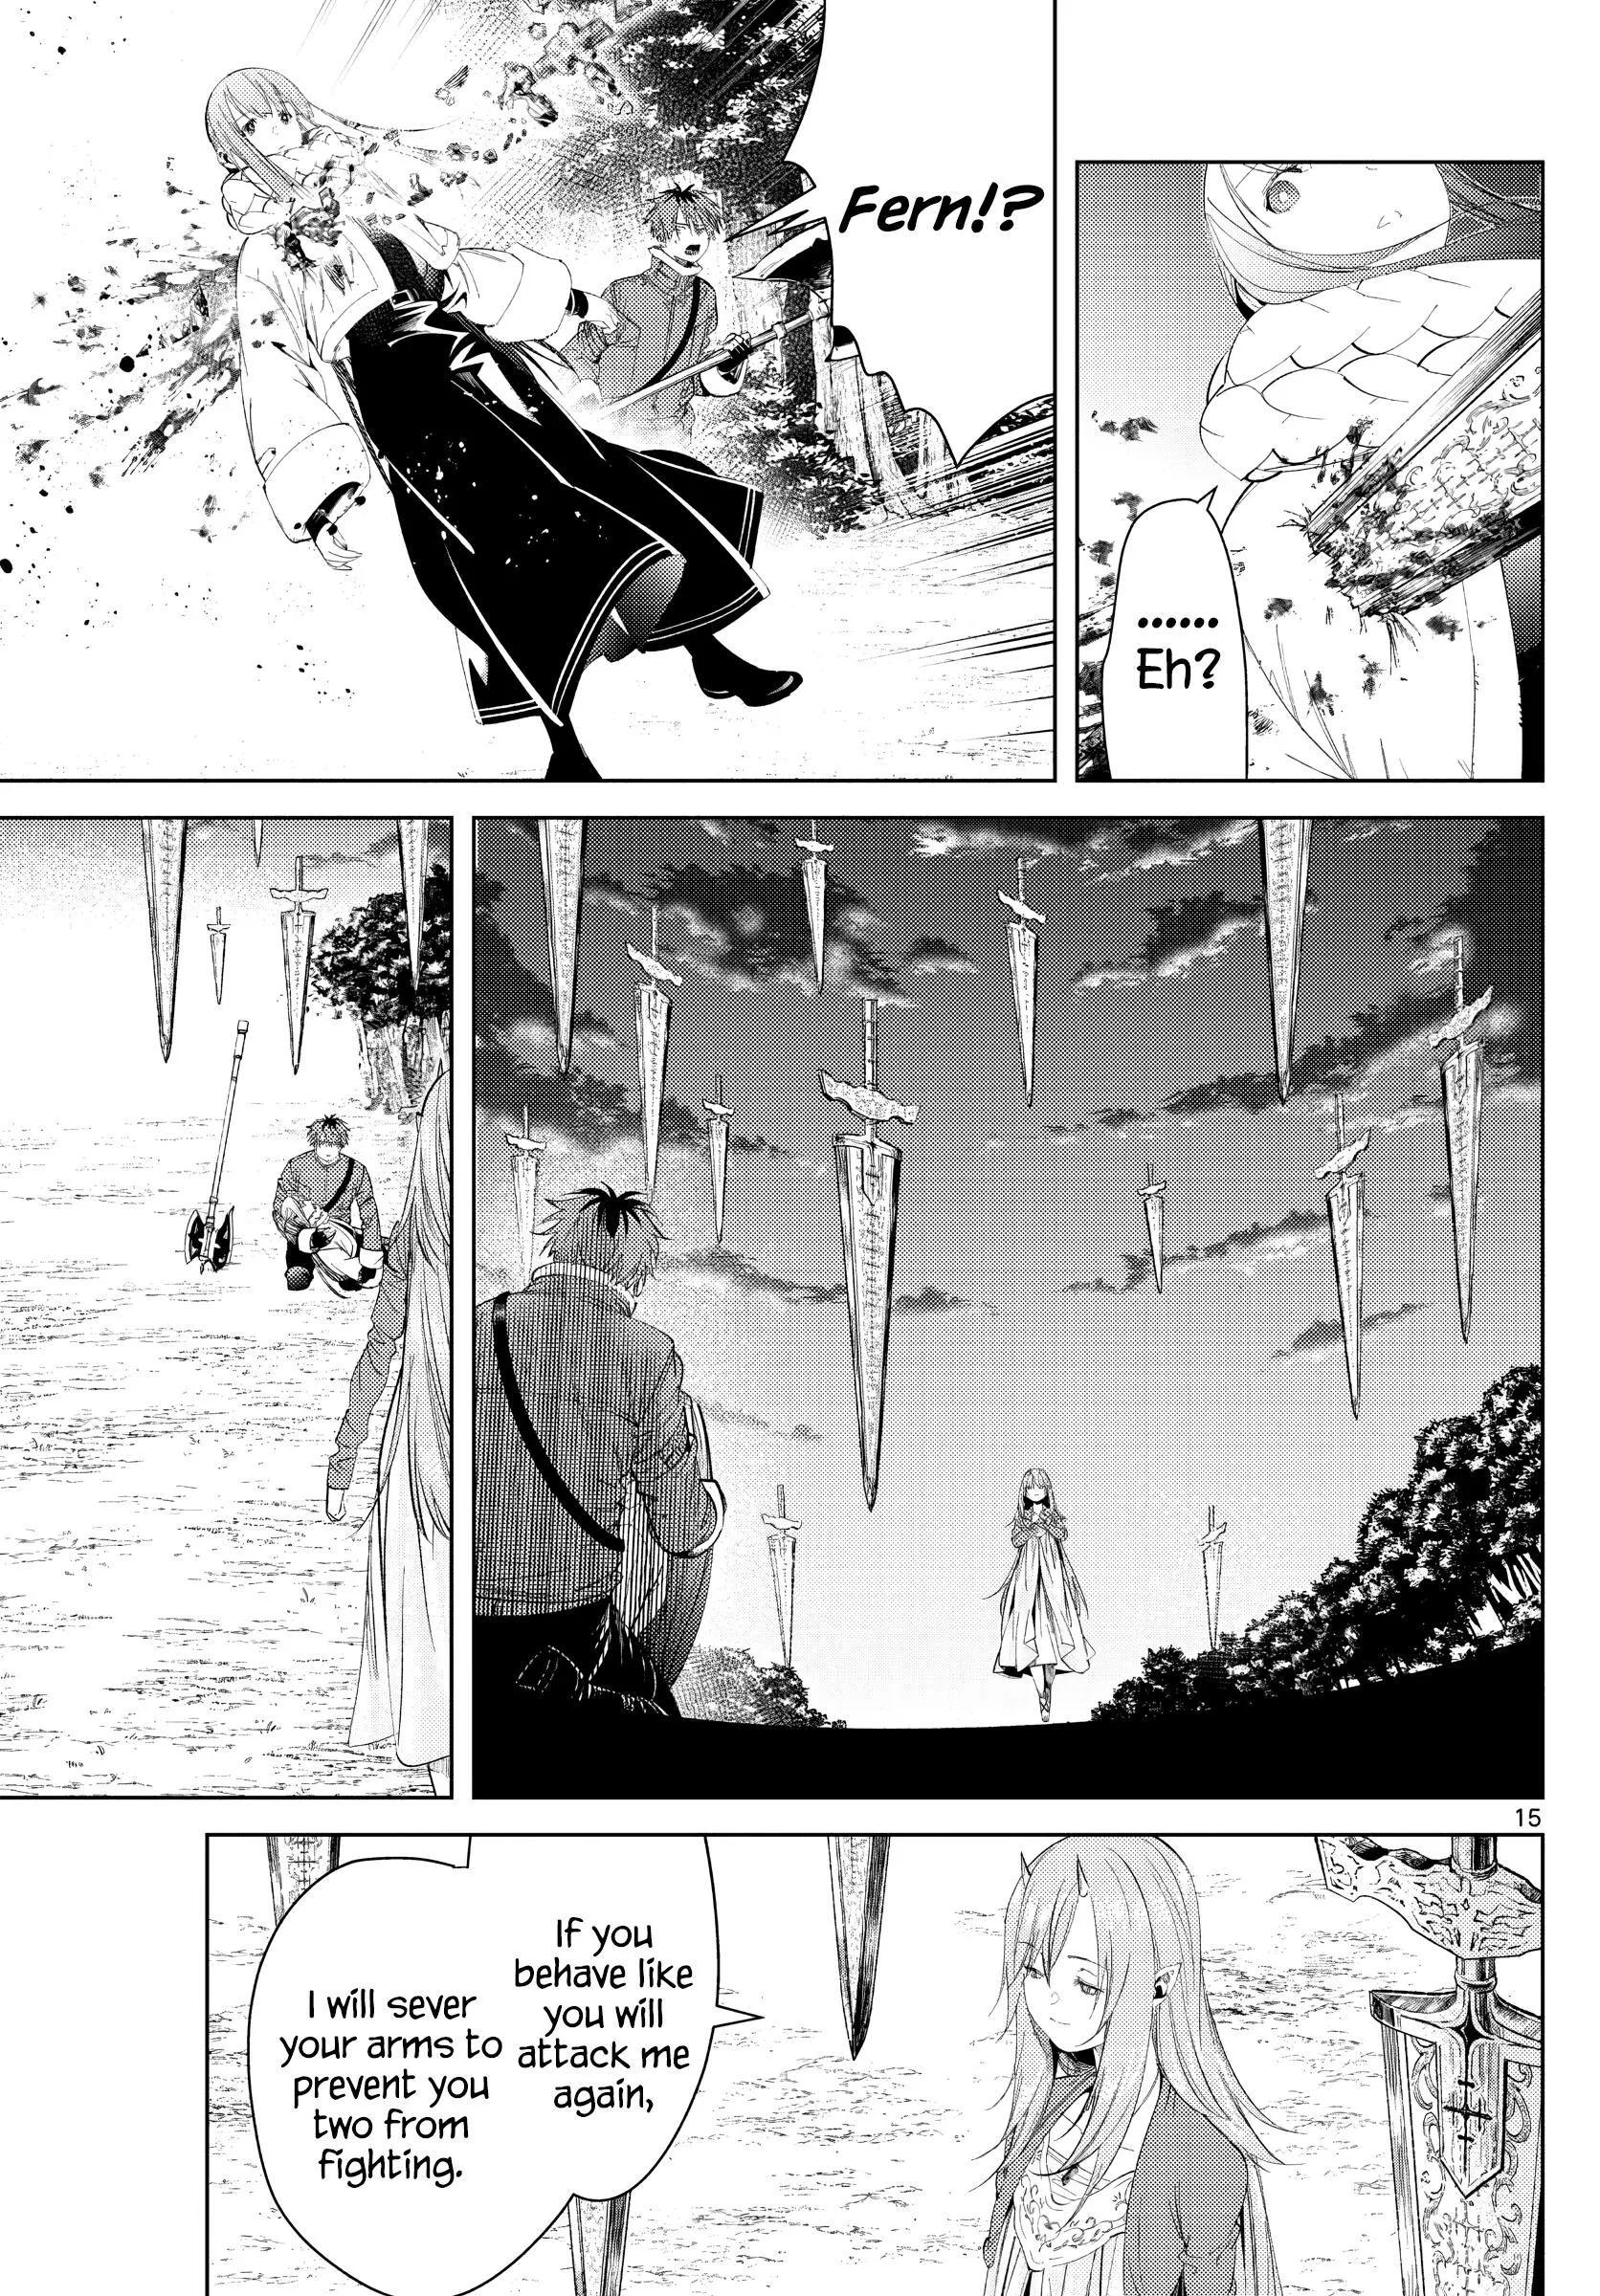 ......
Eh?
Fern!?
15
If you
behave like
you will
attack me
again,
I will sever
your arms to
prevent you
two from
fighting.